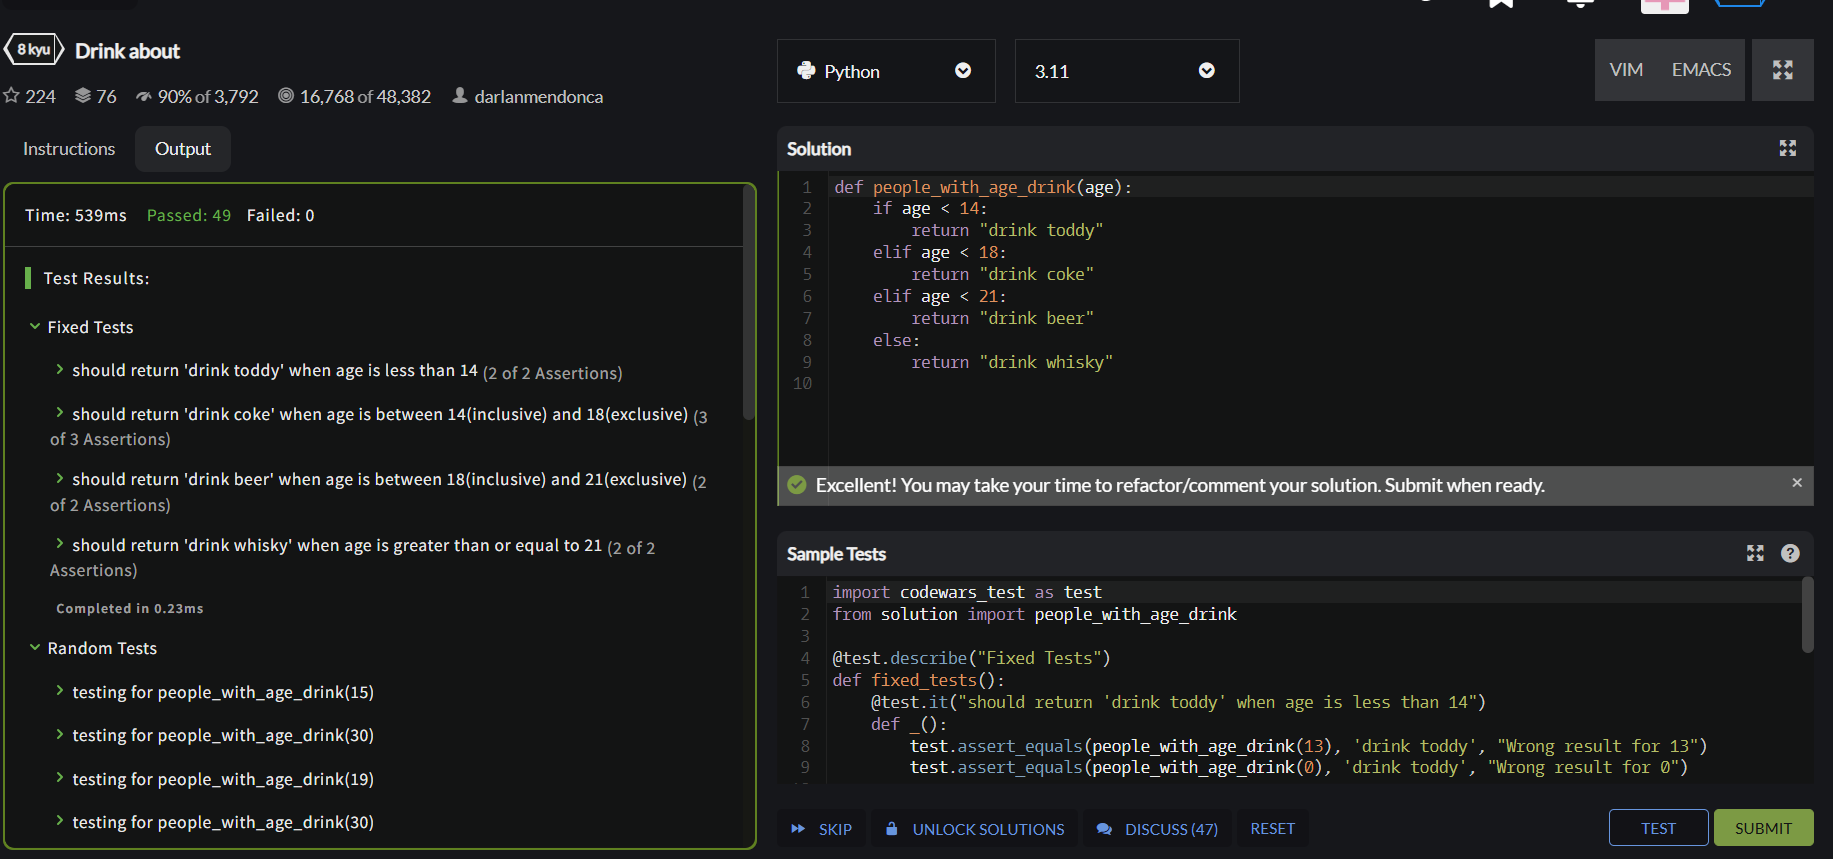 8 kyu Drink about
224 76 90% of 3,792 16,768 of 48,382 darlanmendonca
Instructions Output
Time: 539ms Passed: 49 Failed: 0
Test Results:
Fixed Tests
should return 'drink toddy' when age is less than 14 (2 of 2 Assertions)
should return 'drink coke' when age is between 14(inclusive) and 18(exclusive) (3
of 3 Assertions)
should return 'drink beer' when age is between 18(inclusive) and 21(exclusive) (2
of 2 Assertions)
should return 'drink whisky' when age is greater than or equal to 21 (2 of 2
Assertions)
Completed in 0.23ms
Random Tests
testing for people_with_age_drink(15)
testing for people_with_age_drink(30)
testing for people_with_age_drink(19)
testing for people_with_age_drink(30)
Python 3.11 VIM EMACS
Solution
1 def people_with_age_drink(age):
2     if age < 14:
3         return "drink toddy"
4     elif age < 18:
5         return "drink coke"
6     elif age < 21:
7         return "drink beer"
8     else:
9         return "drink whisky"
10
Excellent! You may take your time to refactor/comment your solution. Submit when ready. ×
Sample Tests ?
1 import codewars_test as test
2 from solution import people_with_age_drink
3
4 @test.describe("Fixed Tests")
5 def fixed_tests():
6     @test.it("should return 'drink toddy' when age is less than 14")
7     def _():
8         test.assert_equals(people_with_age_drink(13), 'drink toddy', "Wrong result for 13")
9         test.assert_equals(people_with_age_drink(0), 'drink toddy', "Wrong result for 0")
SKIP UNLOCK SOLUTIONS DISCUSS (47) RESET TEST SUBMIT